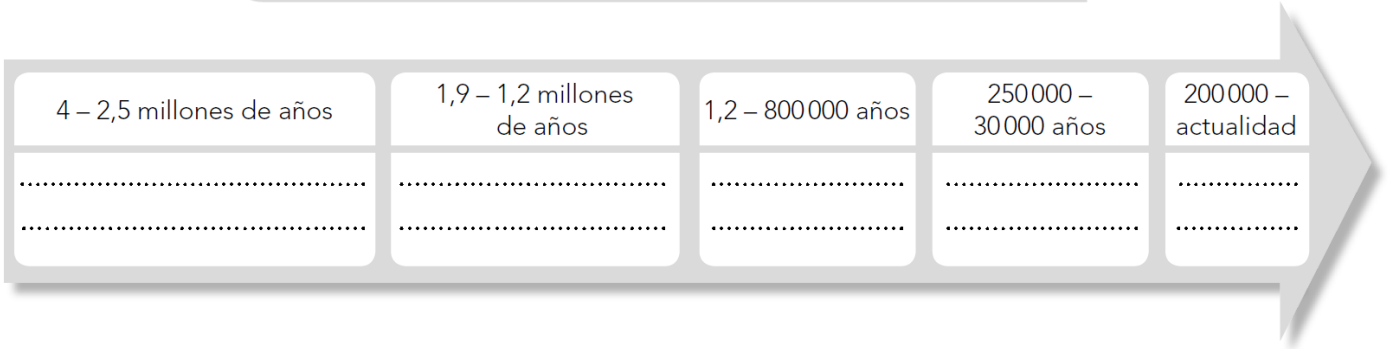 4 – 2,5 millones de años
1,9 – 1,2 millones
de años
1,2 – 800 000 años
250 000 –
30 000 años
200 000 –
actualidad